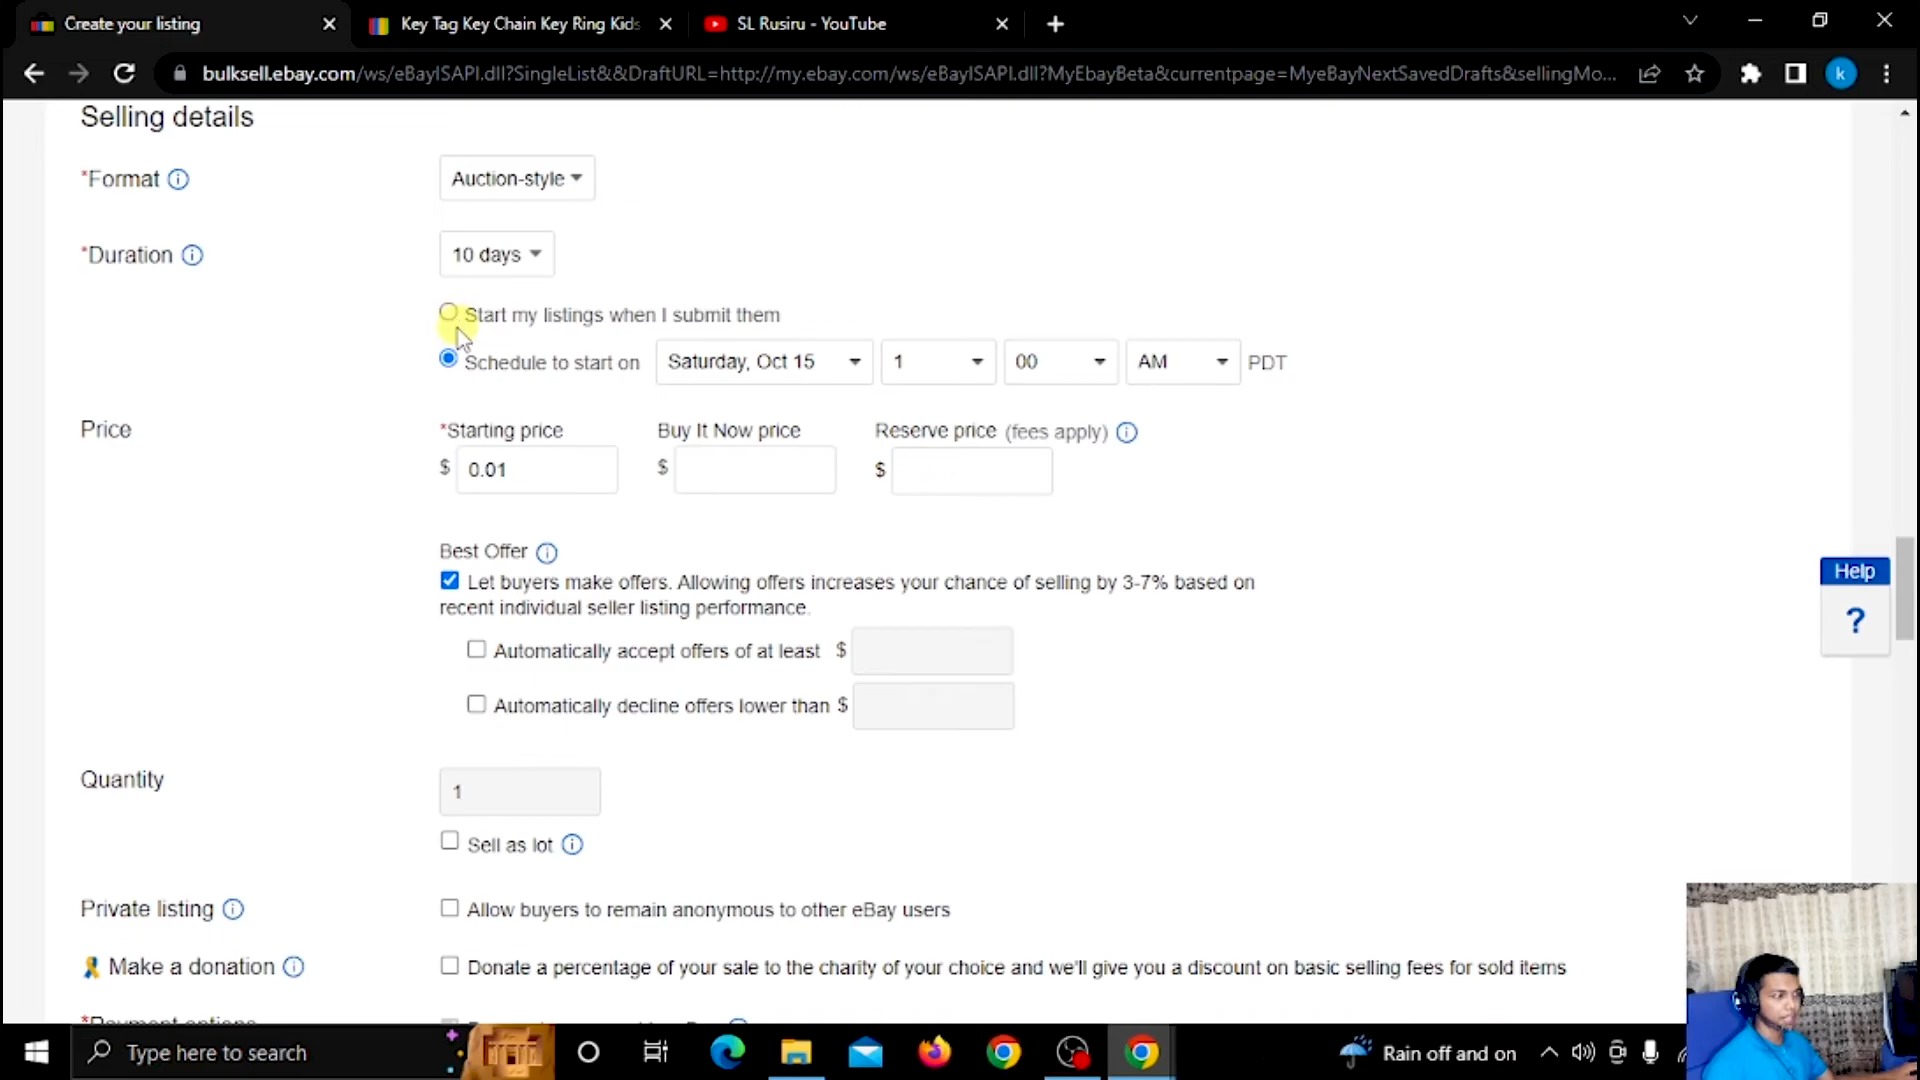 Create your listing
Key Tag Key Chain Key Ring Kids
SL Rusiru - YouTube
bulksell.ebay.com/ws/eBayISAPI.dll?SingleList&&DraftURL=http://my.ebay.com/ws/eBayISAPI.dll?MyEbayBeta&currentpage=MyeBayNextSavedDrafts&sellingMo...
k
Selling details
*Format
Auction-style
*Duration
10 days
Start my listings when I submit them
Schedule to start on Saturday, Oct 15 1 00 AM PDT
Price
*Starting price Buy It Now price Reserve price (fees apply)
$ 0.01 $ $
Best Offer
Let buyers make offers. Allowing offers increases your chance of selling by 3-7% based on
recent individual seller listing performance.
Automatically accept offers of at least $
Automatically decline offers lower than $
Help
?
Quantity
1
Sell as lot
Private listing
Allow buyers to remain anonymous to other eBay users
Make a donation
Donate a percentage of your sale to the charity of your choice and we'll give you a discount on basic selling fees for sold items
*Payment options
Type here to search
Rain off and on